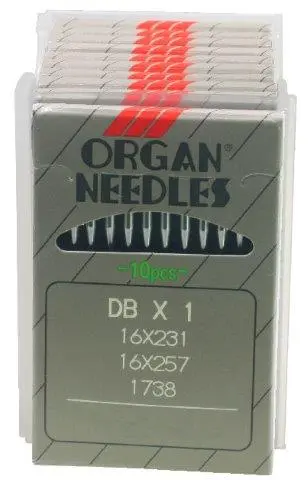 ORGAN®
NEEDLES
-10pcs-
DB X 1
16X231
16X257
1738